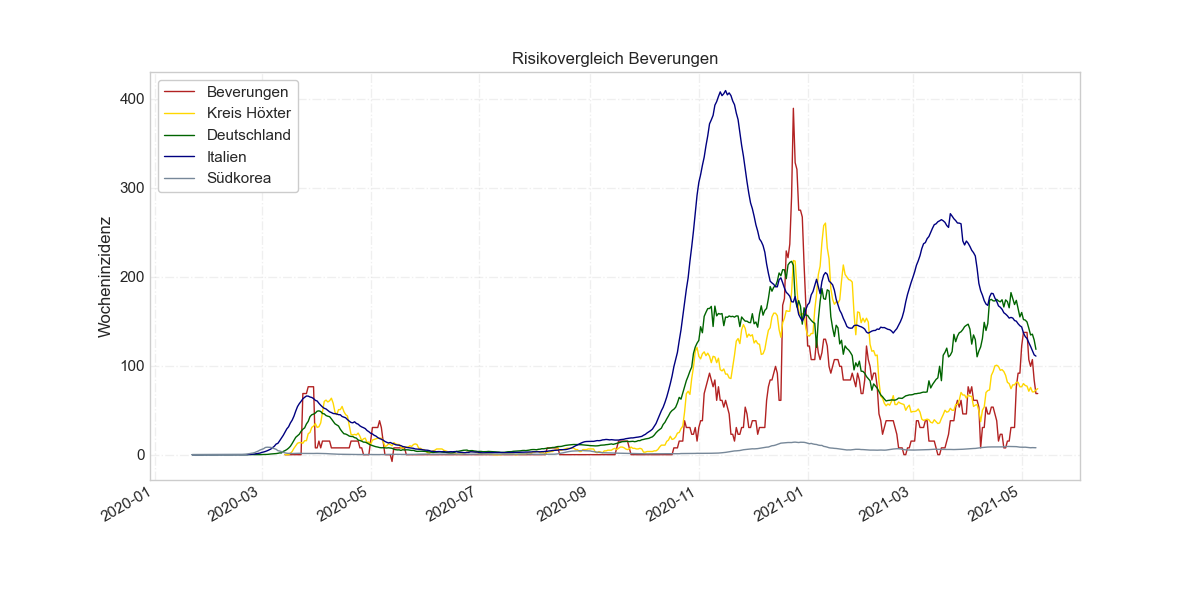 Risikovergleich Beverungen
Beverungen
Kreis Höxter
Deutschland
Italien
Südkorea
Wocheninzidenz
400
300
200
100
0
2020-01
2020-03
2020-05
2020-07
2020-09
2020-11
2021-01
2021-03
2021-05